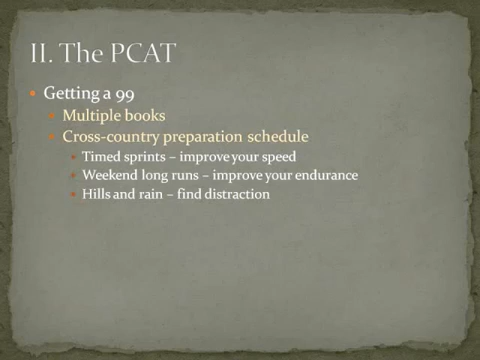 II. The PCAT
Getting a 99
Multiple books
Cross-country preparation schedule
Timed sprints – improve your speed
Weekend long runs – improve your endurance
Hills and rain – find distraction